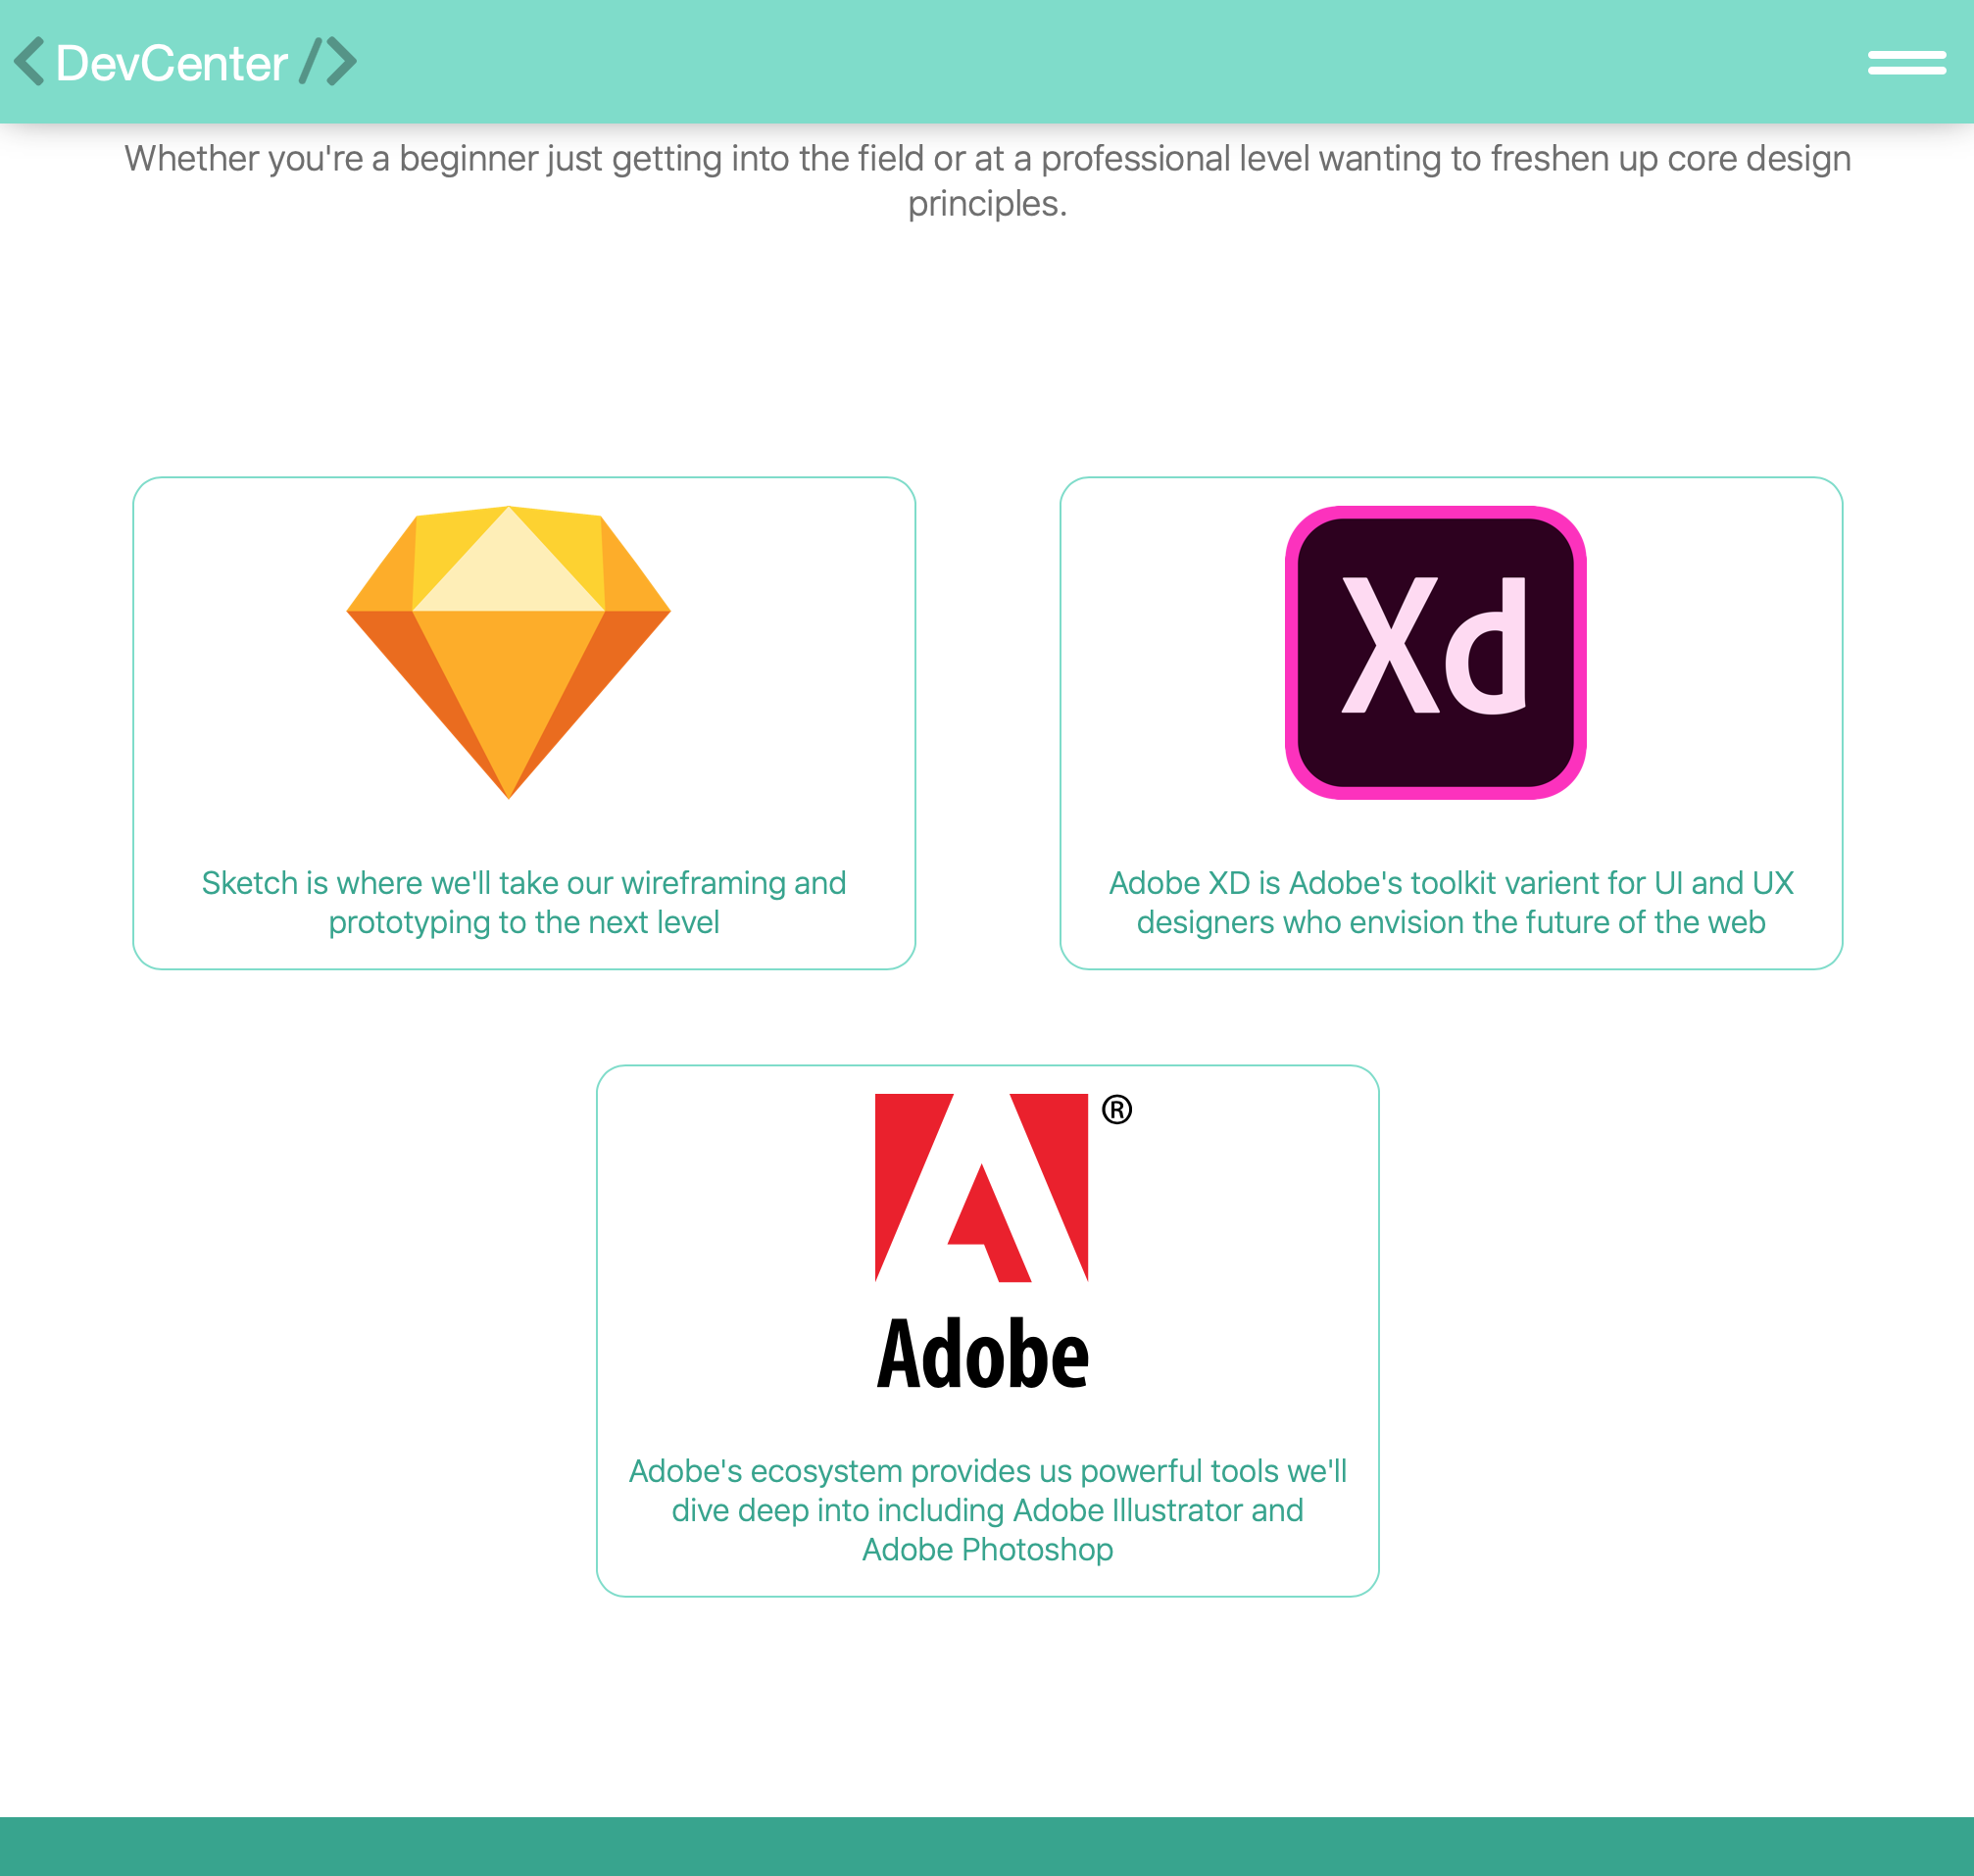 < DevCenter />
Whether you're a beginner just getting into the field or at a professional level wanting to freshen up core design
principles.
Xd
Sketch is where we'll take our wireframing and
prototyping to the next level
Adobe XD is Adobe's toolkit varient for UI and UX
designers who envision the future of the web
®
Adobe
Adobe's ecosystem provides us powerful tools we'll
dive deep into including Adobe Illustrator and
Adobe Photoshop